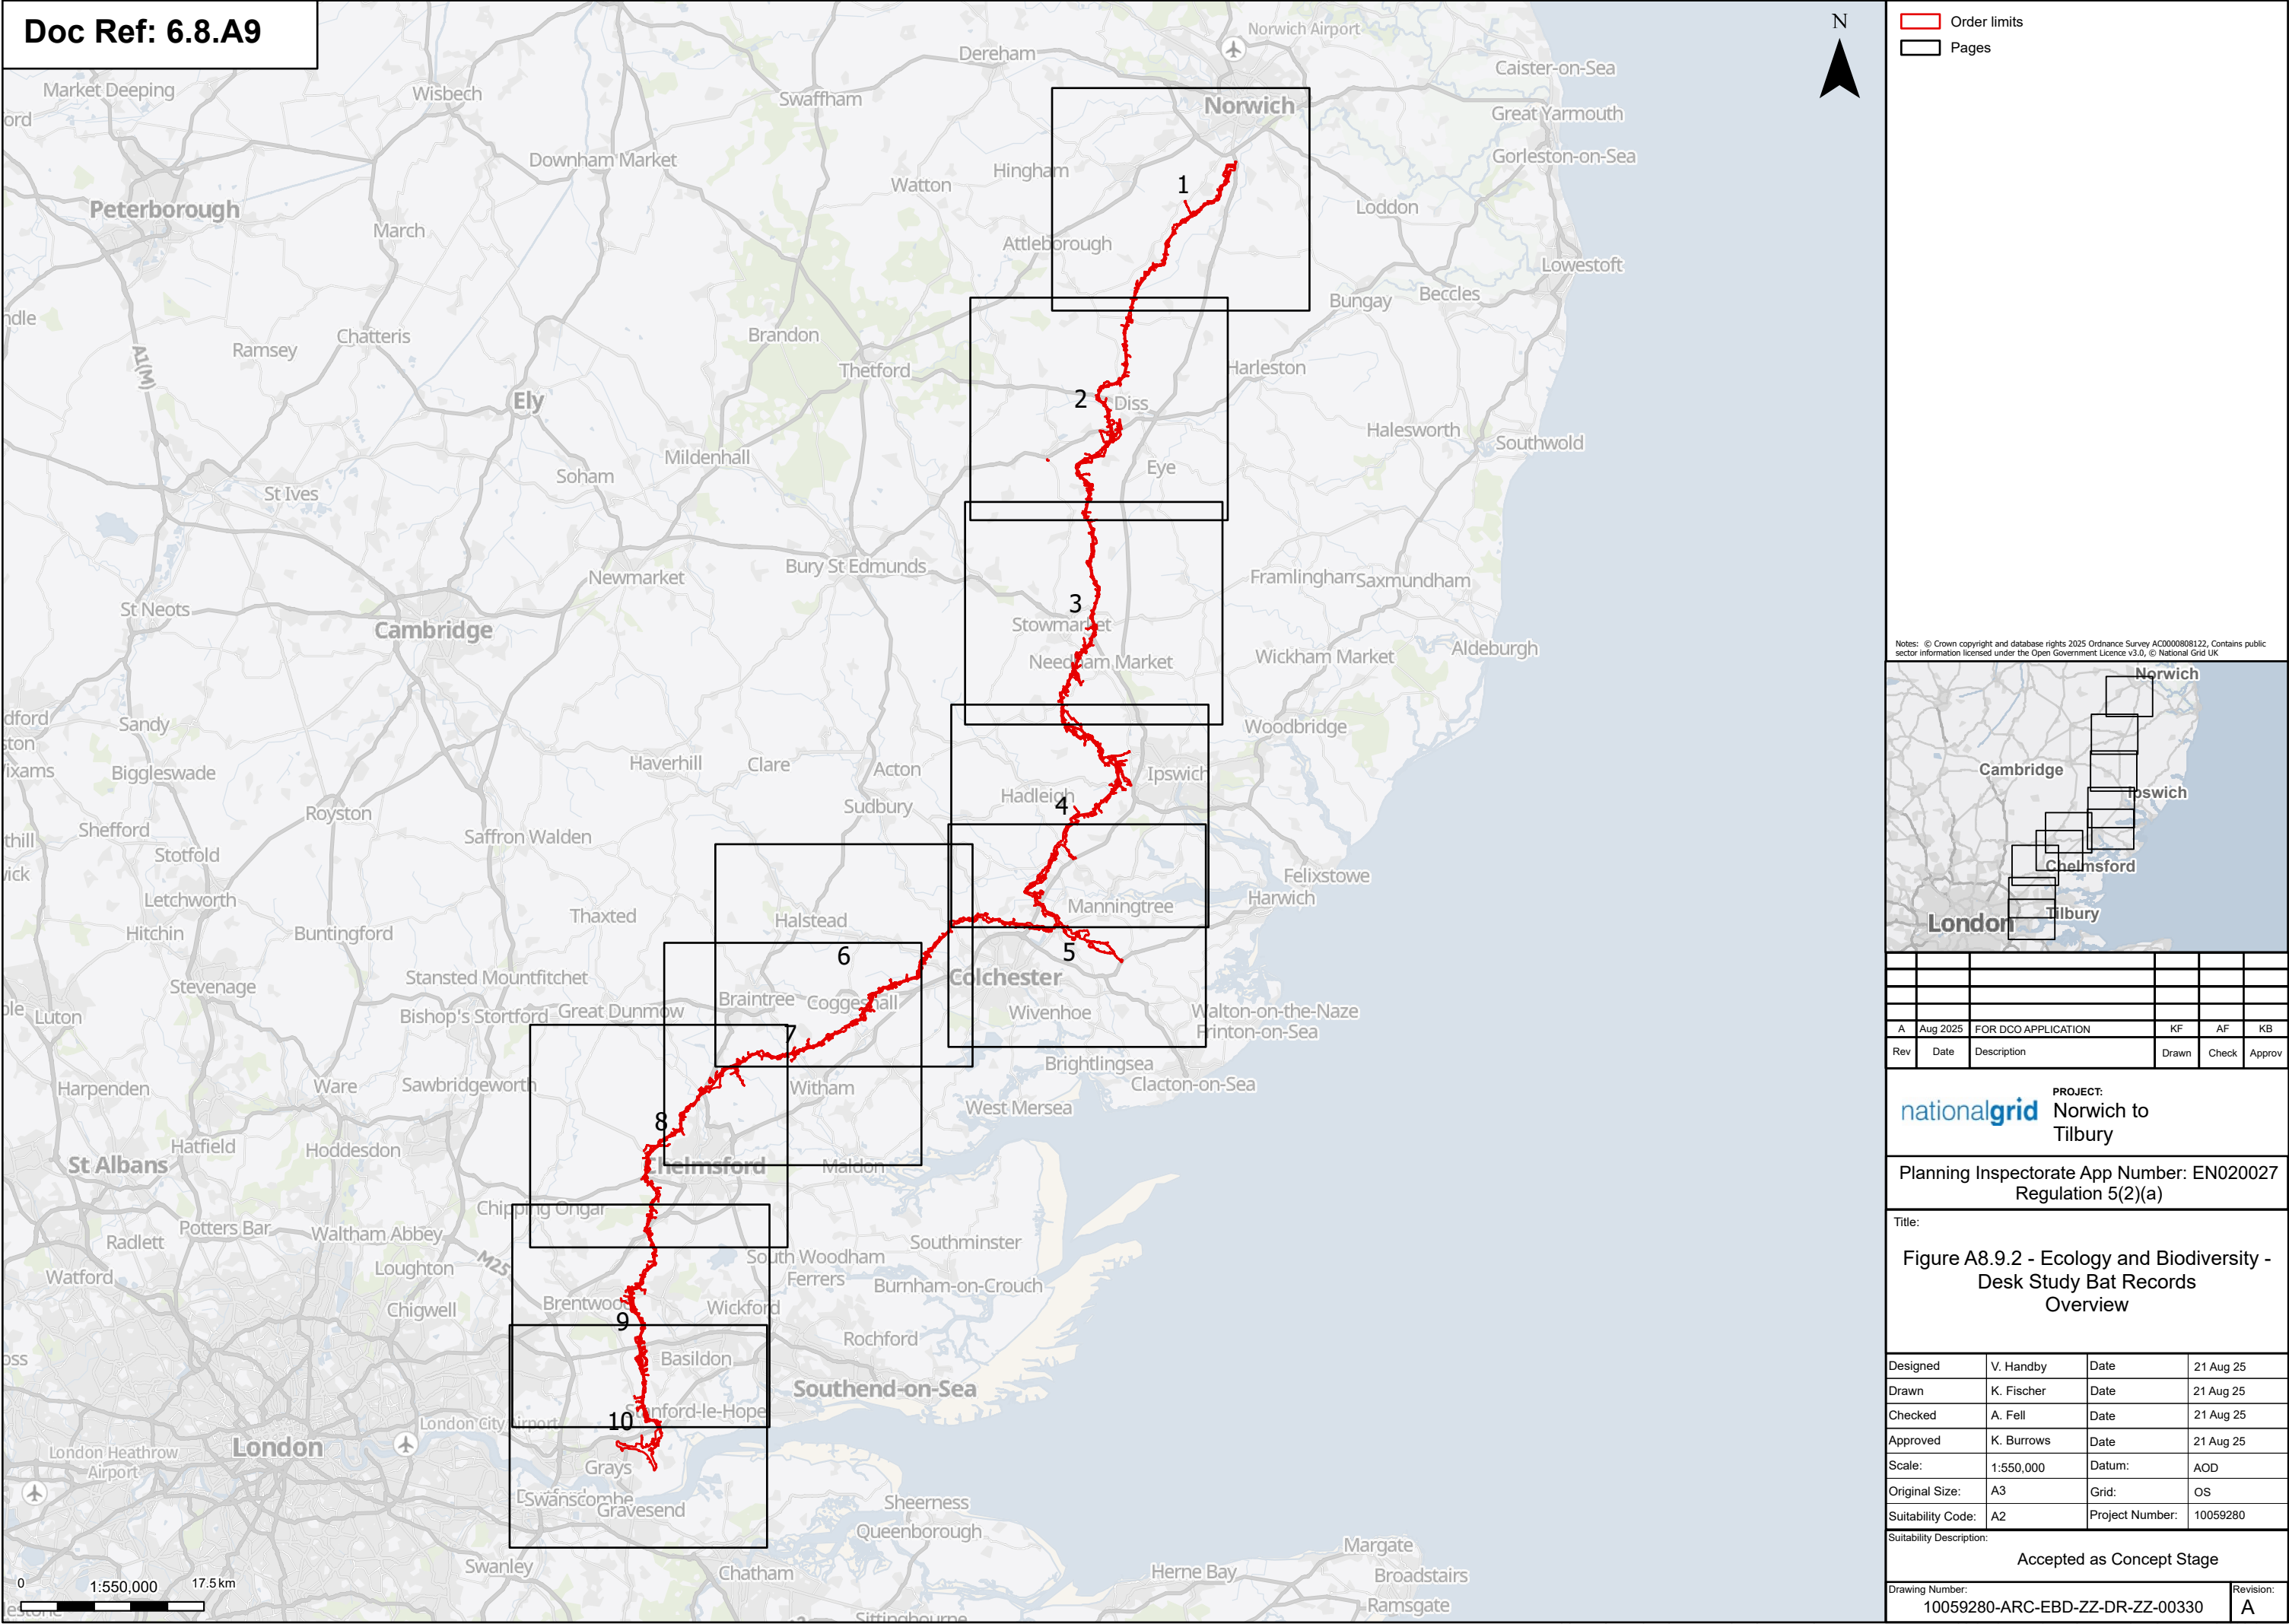 Doc Ref: 6.8.A9
N
Norwich Airport
Dereham
Caister-on-Sea
Market Deeping
Wisbech
Swaffham
Norwich
Great Yarmouth
Downham Market
Gorleston-on-Sea
Hingham
Watton
1
Peterborough
Loddon
March
Attleborough
Lowestoft
Bungay
Beccles
Chatteris
Brandon
Ramsey
A1(M)
Thetford
Harleston
Ely
2
Diss
Halesworth
Southwold
Mildenhall
Eye
Soham
St Ives
Bury St Edmunds
Newmarket
Framlingham
Saxmundham
St Neots
3
Stowmarket
Cambridge
Needham Market
Wickham Market
Aldeburgh
Sandy
Woodbridge
Haverhill
Clare
Acton
Ipswich
Biggleswade
Hadleigh
4
Sudbury
Royston
Shefford
Saffron Walden
Stotfold
Felixstowe
Letchworth
Harwich
Manningtree
Thaxted
Halstead
Hitchin
Buntingford
6
5
Stansted Mountfitchet
Colchester
Stevenage
Braintree
Coggeshall
Luton
Bishop's Stortford
Great Dunmow
Wivenhoe
Walton-on-the-Naze
Frinton-on-Sea
7
Brightlingsea
Harpenden
Ware
Sawbridgeworth
Witham
Clacton-on-Sea
West Mersea
8
Hatfield
Hoddesdon
St Albans
Chelmsford
Maldon
Chipping Ongar
Potters Bar
Waltham Abbey
Radlett
Southminster
M25
South Woodham
Ferrers
Loughton
Watford
Burnham-on-Crouch
Chigwell
Brentwood
Wickford
9
Rochford
Basildon
Southend-on-Sea
Stanford-le-Hope
10
London City Airport
London
London Heathrow
Airport
Grays
Swanscombe
Gravesend
Sheerness
Queenborough
Margate
Swanley
Chatham
Herne Bay
Broadstairs
Ramsgate
Sittingbourne
0
1:550,000
17.5 km
Order limits
Pages
Notes: © Crown copyright and database rights 2025 Ordnance Survey AC0000808122, Contains public
sector information licensed under the Open Government Licence v3.0, © National Grid UK
Norwich
Cambridge
Ipswich
Chelmsford
Tilbury
London
A Aug 2025 FOR DCO APPLICATION KF AF KB
Rev Date Description Drawn Check Approv
nationalgrid
PROJECT:
Norwich to
Tilbury
Planning Inspectorate App Number: EN020027
Regulation 5(2)(a)
Title:
Figure A8.9.2 - Ecology and Biodiversity -
Desk Study Bat Records
Overview
Designed V. Handby Date 21 Aug 25
Drawn K. Fischer Date 21 Aug 25
Checked A. Fell Date 21 Aug 25
Approved K. Burrows Date 21 Aug 25
Scale: 1:550,000 Datum: AOD
Original Size: A3 Grid: OS
Suitability Code: A2 Project Number: 10059280
Suitability Description:
Accepted as Concept Stage
Drawing Number:
10059280-ARC-EBD-ZZ-DR-ZZ-00330
Revision:
A